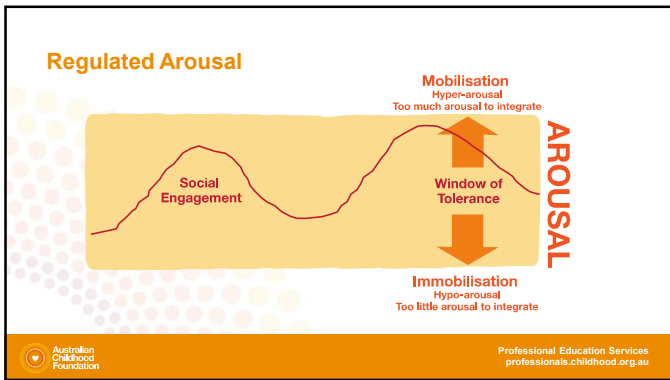 Regulated Arousal
Mobilisation
Hyper-arousal
Too much arousal to integrate
Social
Engagement
Window of
Tolerance
AROUSAL
Immobilisation
Hypo-arousal
Too little arousal to integrate
Australian
Childhood
Foundation
Professional Education Services
professionals.childhood.org.au